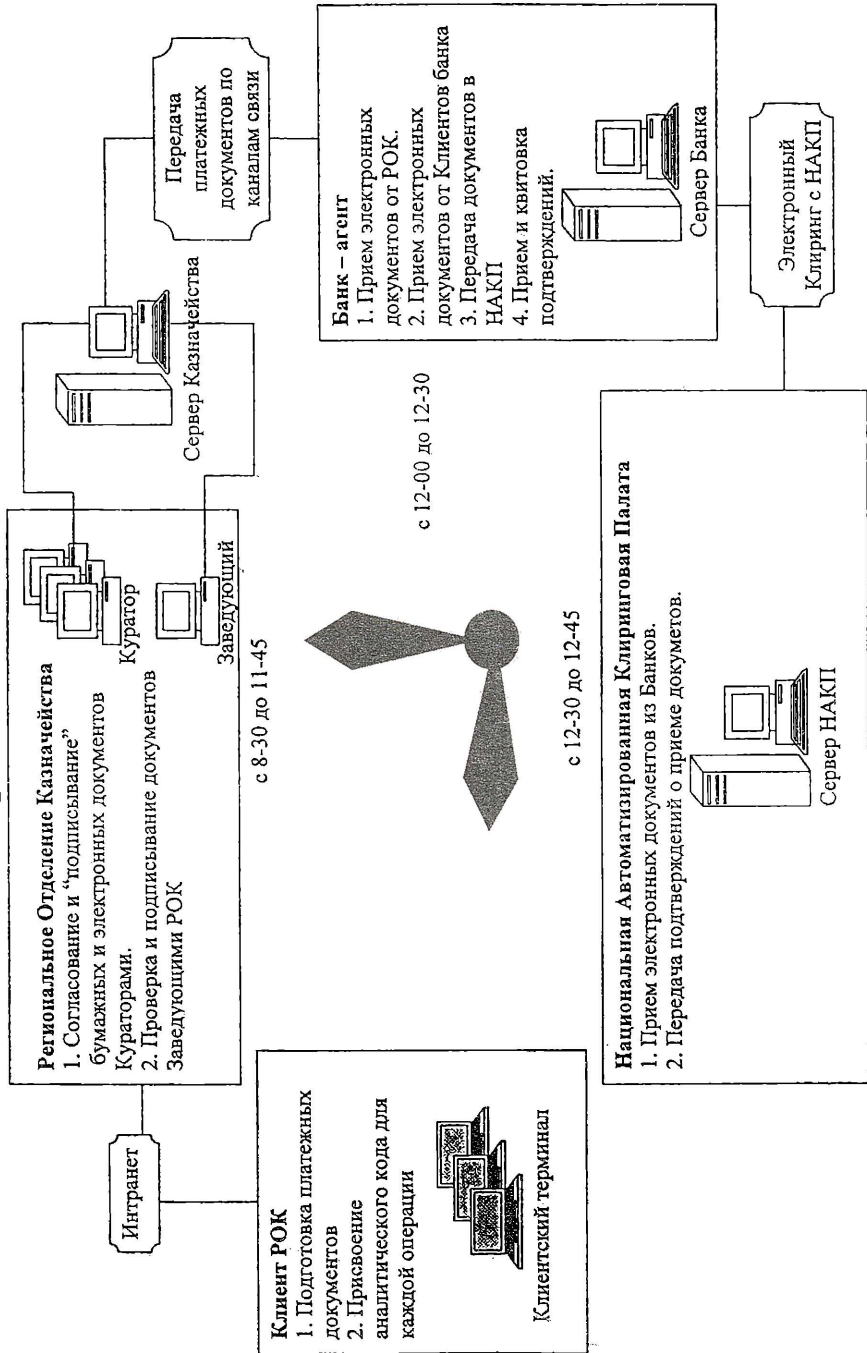 Интранет
Клиент РОК
1. Подготовка платежных
документов
2. Присвоение
аналитического кода для
каждой операции
Клиентский терминал
Региональное Отделение Казначейства
1. Согласование и “подписывание”
бумажных и электронных документов
Кураторами.
2. Проверка и подписывание документов
Заведующими РОК
Куратор
Заведующий
с 8-30 до 11-45
Сервер Казначейства
Передача
платежных
документов по
каналам связи
с 12-00 до 12-30
Банк – агент
1. Прием электронных
документов от РОК.
2. Прием электронных
документов от Клиентов банка
3. Передача документов в
НАКП
4. Прием и квитовка
подтверждений.
Сервер Банка
Электронный
Клиринг с НАКП
с 12-30 до 12-45
Национальная Автоматизированная Клиринговая Палата
1. Прием электронных документов из Банков.
2. Передача подтверждений о приеме докуметов.
Сервер НАКП